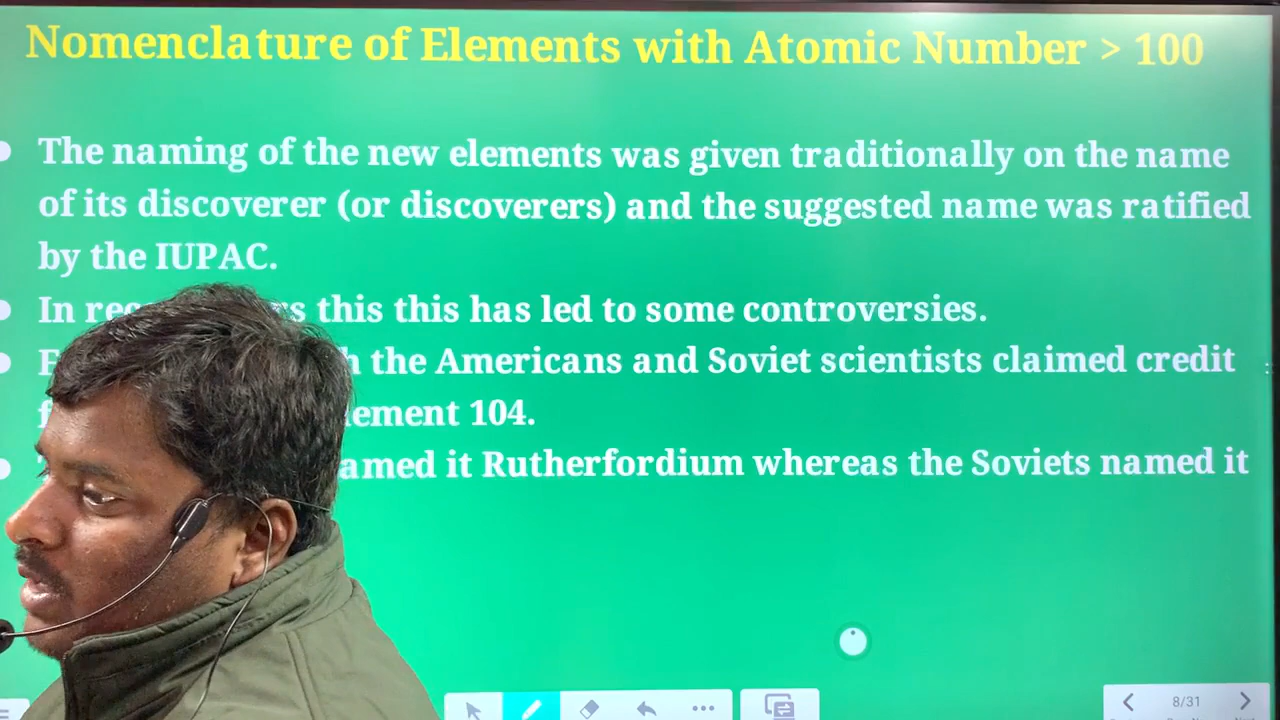 Nomenclature of Elements with Atomic Number > 100
The naming of the new elements was given traditionally on the name
of its discoverer (or discoverers) and the suggested name was ratified
by the IUPAC.
In this this has led to some controversies.
the Americans and Soviet scientists claimed credit
104.
it Rutherfordium whereas the Soviets named it
8/31